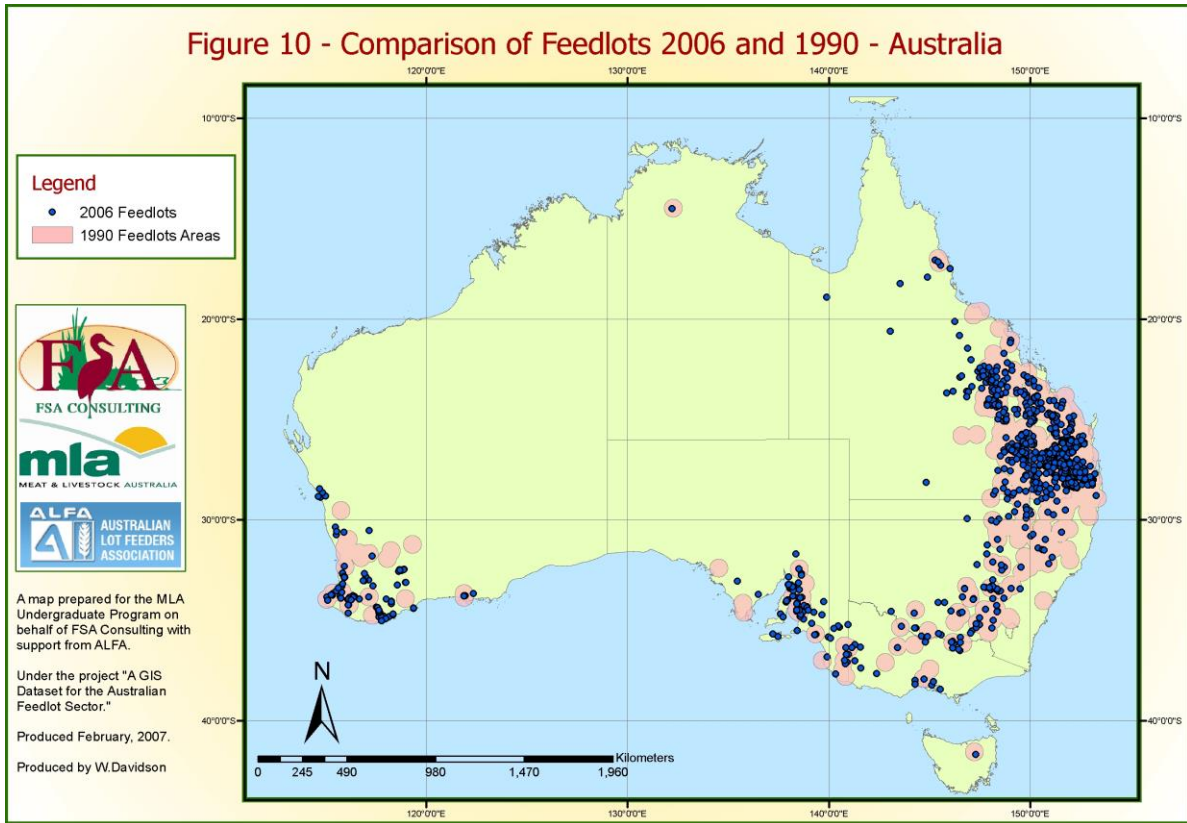 Figure 10 - Comparison of Feedlots 2006 and 1990 - Australia
120°0'0"E
130°0'0"E
140°0'0"E
150°0'0"E
10°0'0"S
10°0'0"S
Legend
2006 Feedlots
1990 Feedlots Areas
20°0'0"S
20°0'0"S
FSA
FSA CONSULTING
mla
MEAT & LIVESTOCK AUSTRALIA
ALFA
AUSTRALIAN
LOT FEEDERS
ASSOCIATION
30°0'0"S
30°0'0"S
A map prepared for the MLA
Undergraduate Program on
behalf of FSA Consulting with
support from ALFA.
Under the project "A GIS
Dataset for the Australian
Feedlot Sector."
Produced February, 2007.
Produced by W.Davidson
N
40°0'0"S
40°0'0"S
Kilometers
0 245 490 980 1,470 1,960
120°0'0"E
130°0'0"E
140°0'0"E
150°0'0"E